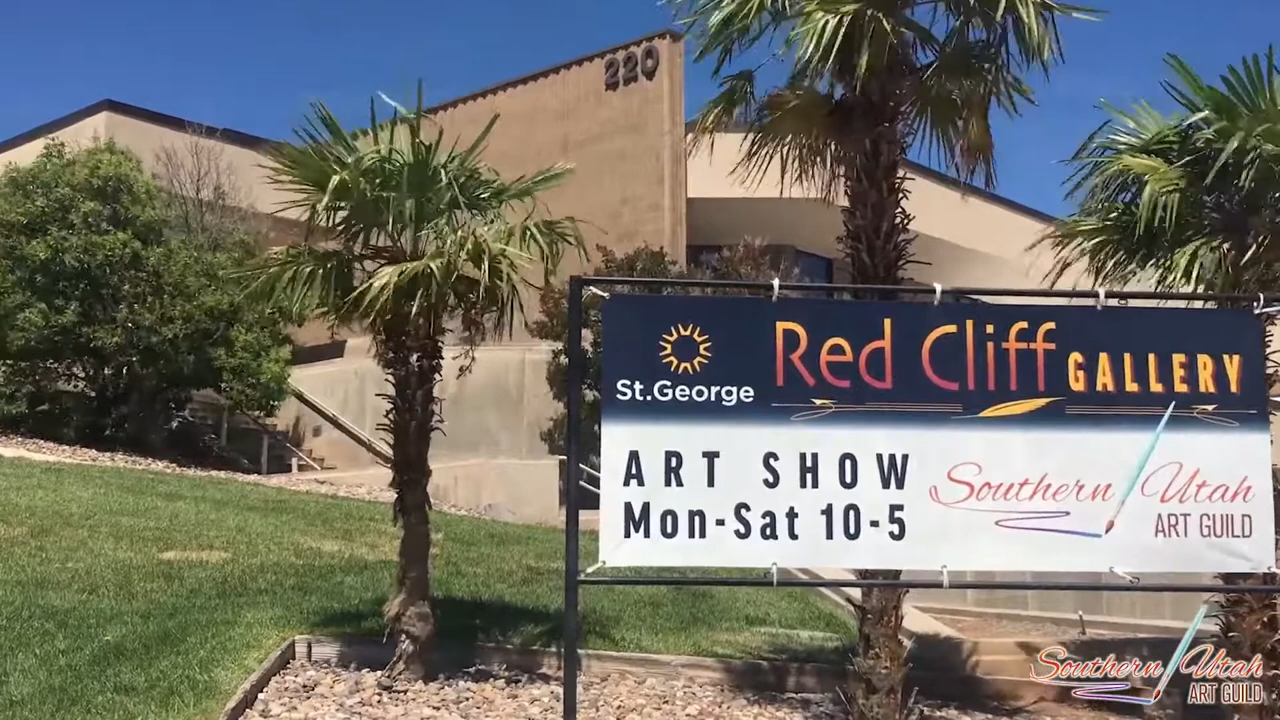 220
St.George
Red Cliff GALLERY
ART SHOW
Mon-Sat 10-5
Southern Utah
ART GUILD
Southern Utah
ART GUILD